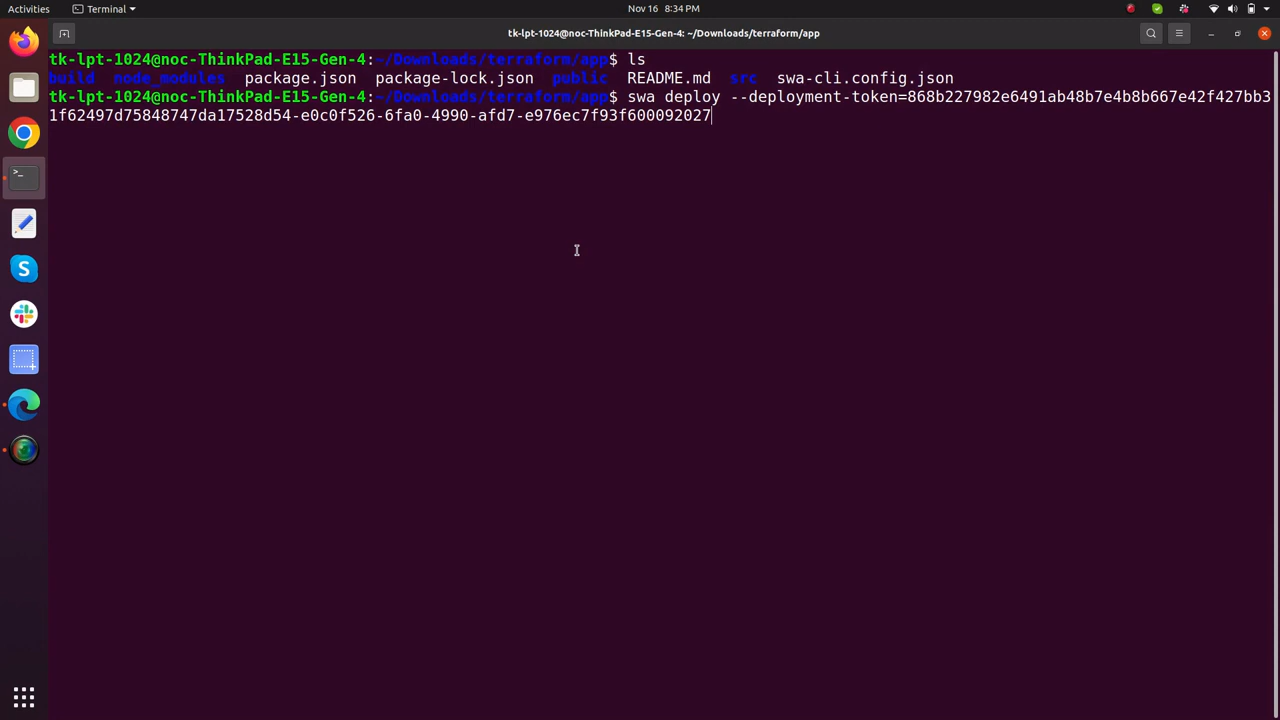 Activities
Terminal
Nov 16 8:34 PM
tk-lpt-1024@noc-ThinkPad-E15-Gen-4: ~/Downloads/terraform/app
tk-lpt-1024@noc-ThinkPad-E15-Gen-4:~/Downloads/terraform/app$ ls
build node_modules package.json package-lock.json public README.md src swa-cli.config.json
tk-lpt-1024@noc-ThinkPad-E15-Gen-4:~/Downloads/terraform/app$ swa deploy --deployment-token=868b227982e6491ab48b7e4b8b667e42f427bb3
1f62497d75848747da17528d54-e0c0f526-6fa0-4990-afd7-e976ec7f93f600092027